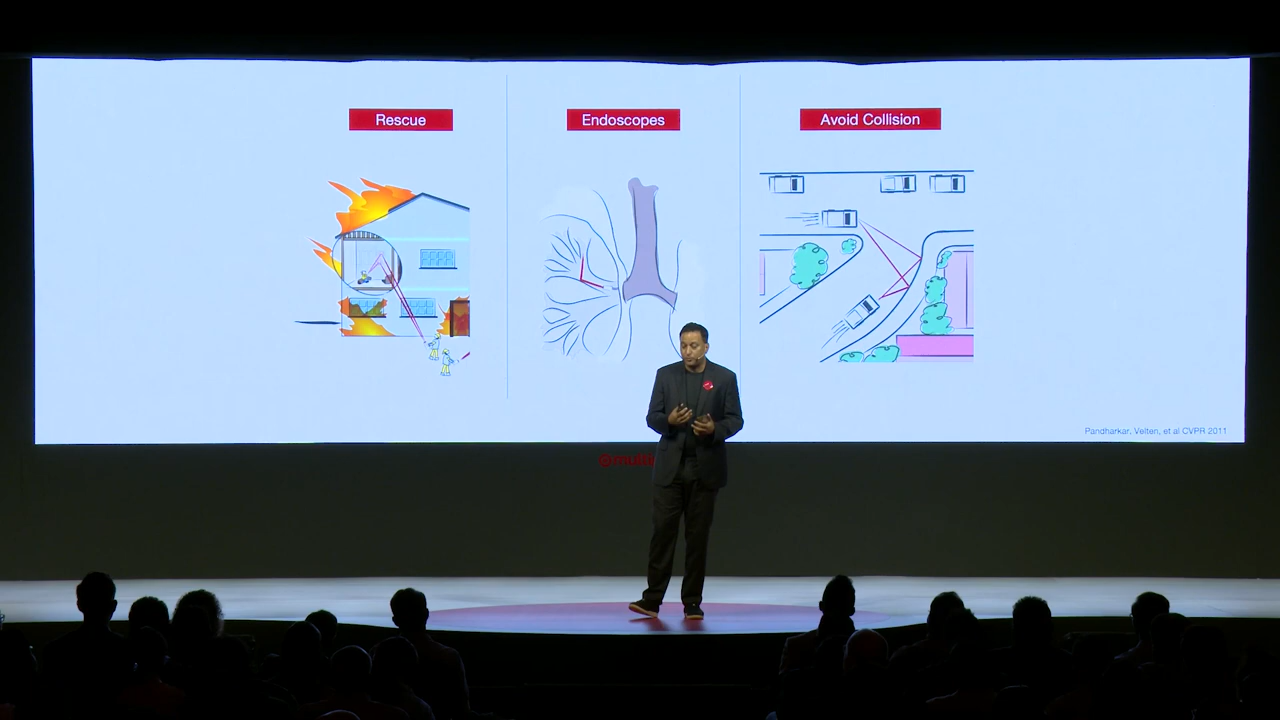 Rescue
Endoscopes
Avoid Collision
Pandharkar, Velten, et al CVPR 2011